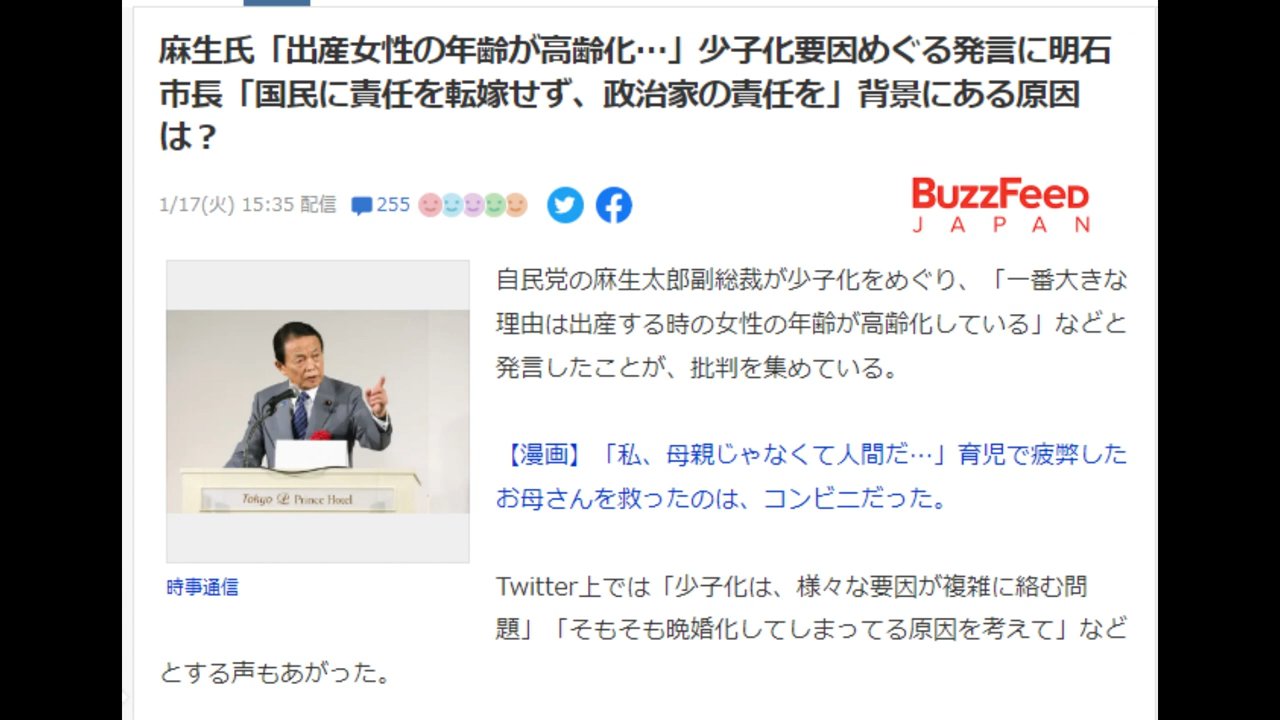 麻生氏「出産女性の年齢が高齢化…」少子化要因めぐる発言に明石
市長「国民に責任を転嫁せず、政治家の責任を」背景にある原因
は？
1/17(火) 15:35 配信 255
BuzzFeed
JAPAN
自民党の麻生太郎副総裁が少子化をめぐり、「一番大きな
理由は出産する時の女性の年齢が高齢化している」などと
発言したことが、批判を集めている。
【漫画】「私、母親じゃなくて人間だ…」育児で疲弊した
お母さんを救ったのは、コンビニだった。
Tokyo Prince Hotel
時事通信
Twitter上では「少子化は、様々な要因が複雑に絡む問
題」「そもそも晩婚化してしまってる原因を考えて」など
とする声もあがった。